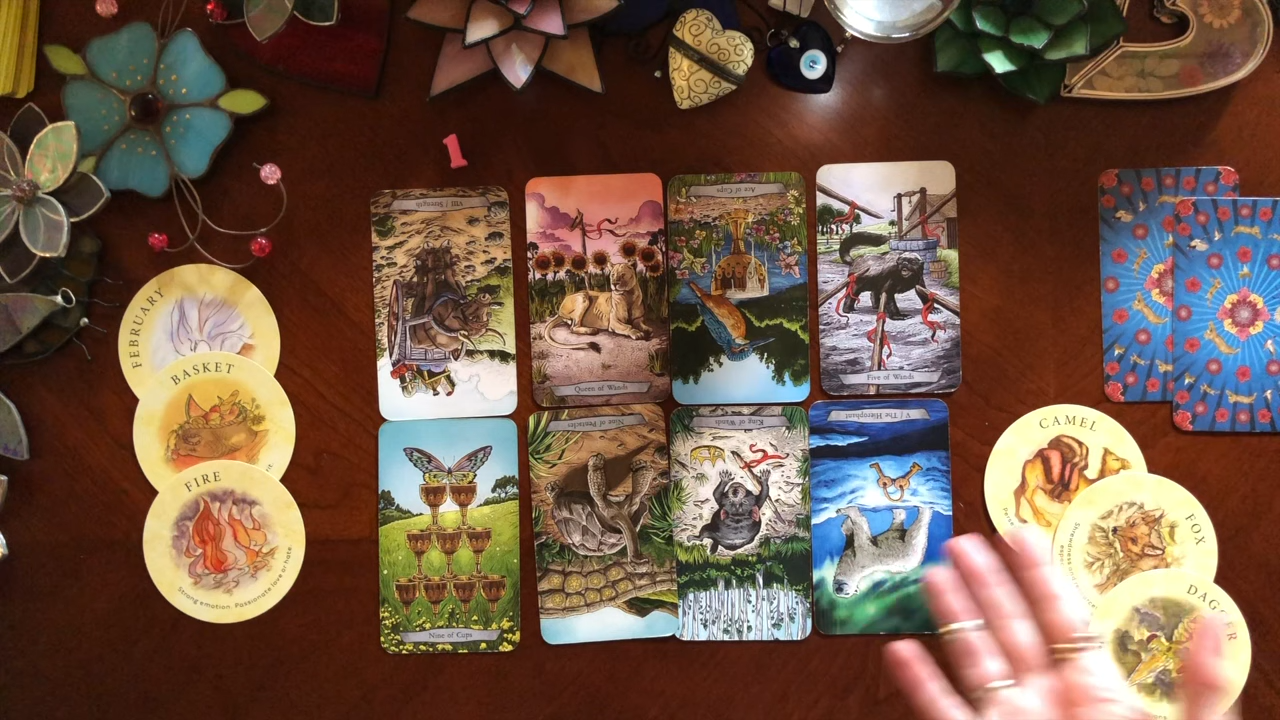 1
VIII / Strength
Queen of Wands
Ace of Cups
Five of Wands
FEBRUARY
BASKET
FIRE
Strong emotion. Passionate love or hate.
Nine of Cups
Nine of Pentacles
King of Wands
V / The Hierophant
CAMEL
FOX
Shrewdness
DAGGER